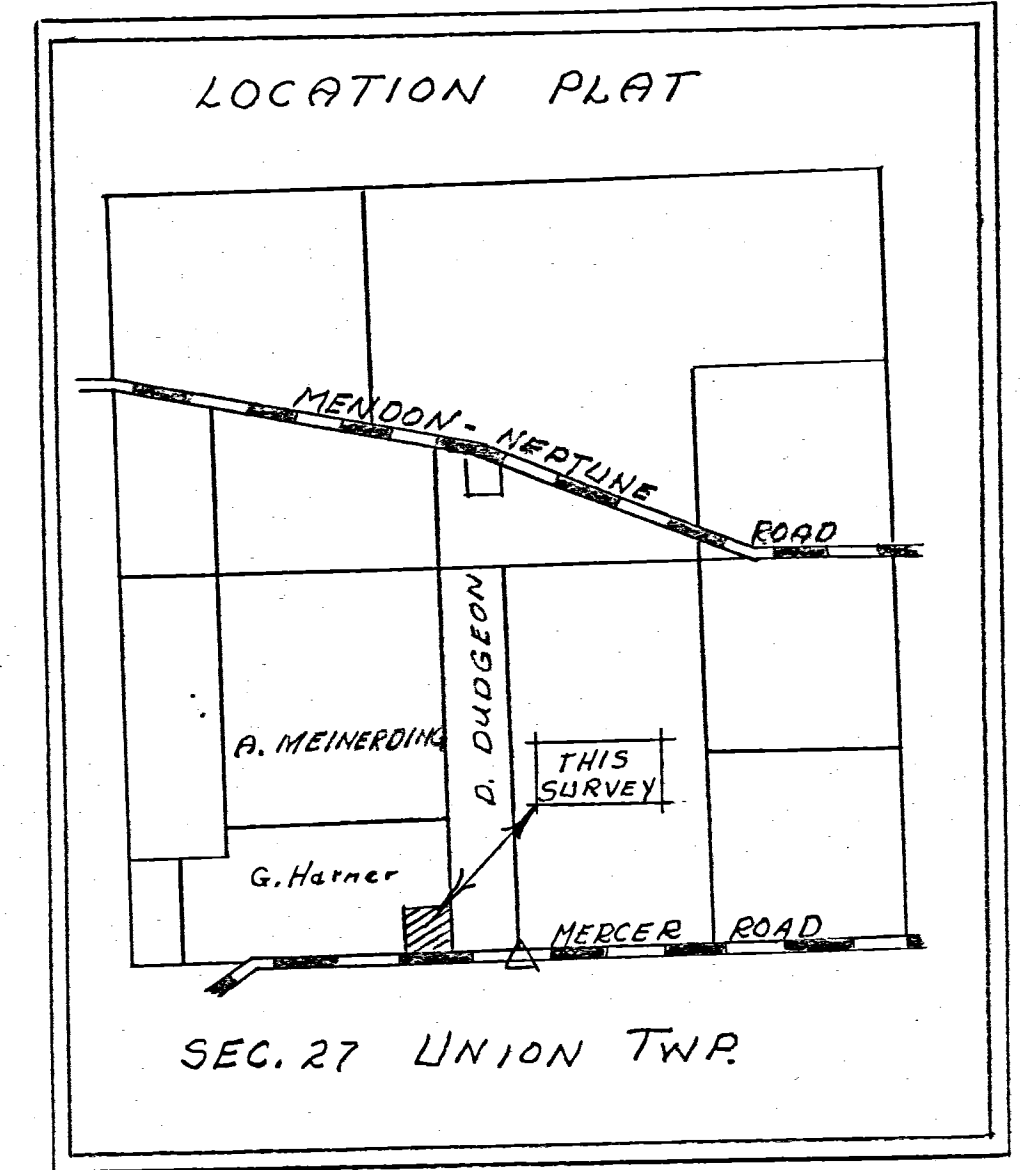 LOCATION PLAT
MENDON - NEPTUNE
ROAD
D. DUDGEON
A. MEINERDING
THIS
SURVEY
G. Harner
MERCER ROAD
SEC. 27 UNION TWP.